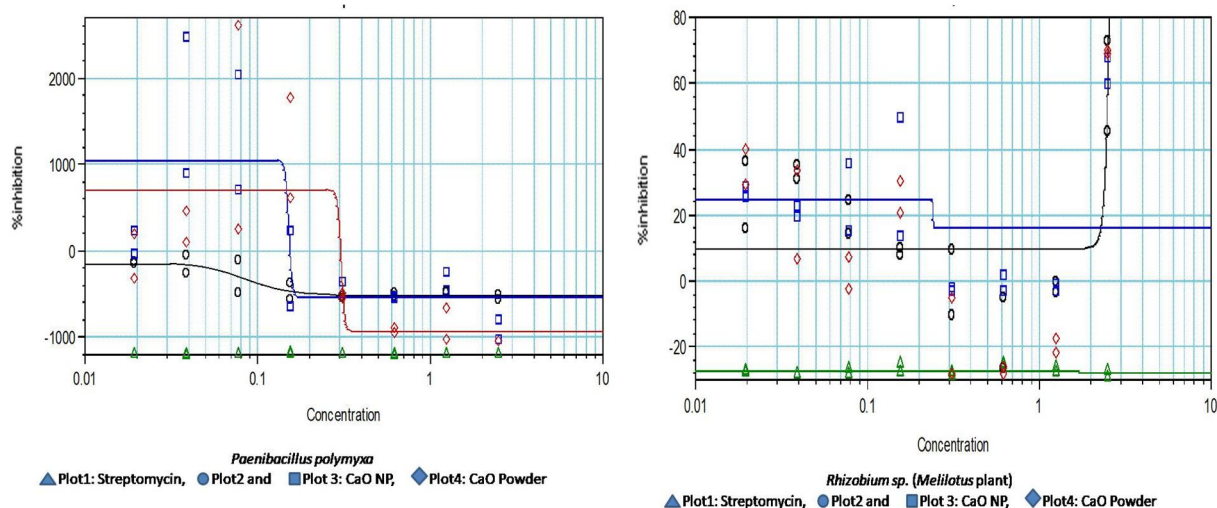 2000
1000
0
-1000
%inhibition
0.01
0.1
1
10
Concentration
Paenibacillus polymyxa
Plot1: Streptomycin, Plot2 and Plot 3: CaO NP, Plot4: CaO Powder
80
60
40
20
0
-20
%inhibition
0.01
0.1
1
10
Concentration
Rhizobium sp. (Melilotus plant)
Plot1: Streptomycin, Plot2 and Plot 3: CaO NP, Plot4: CaO Powder